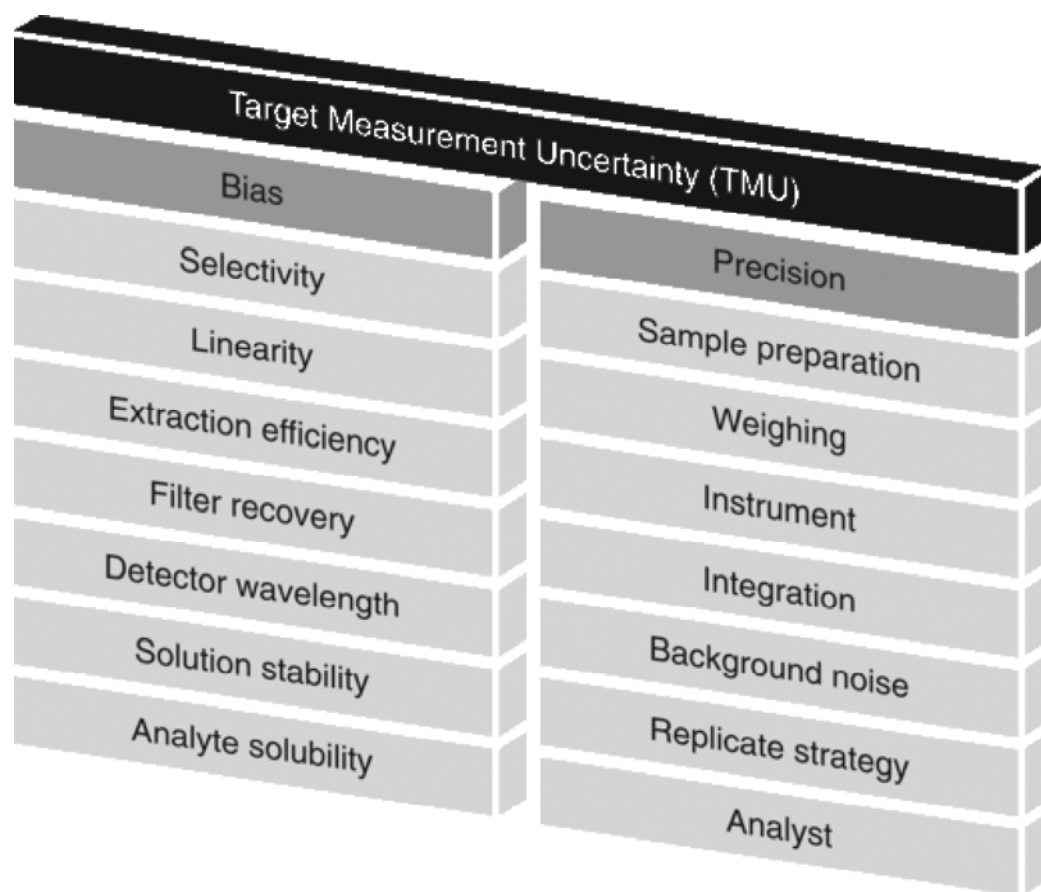 Target Measurement Uncertainty (TMU)
Bias
Selectivity
Linearity
Extraction efficiency
Filter recovery
Detector wavelength
Solution stability
Analyte solubility
Precision
Sample preparation
Weighing
Instrument
Integration
Background noise
Replicate strategy
Analyst